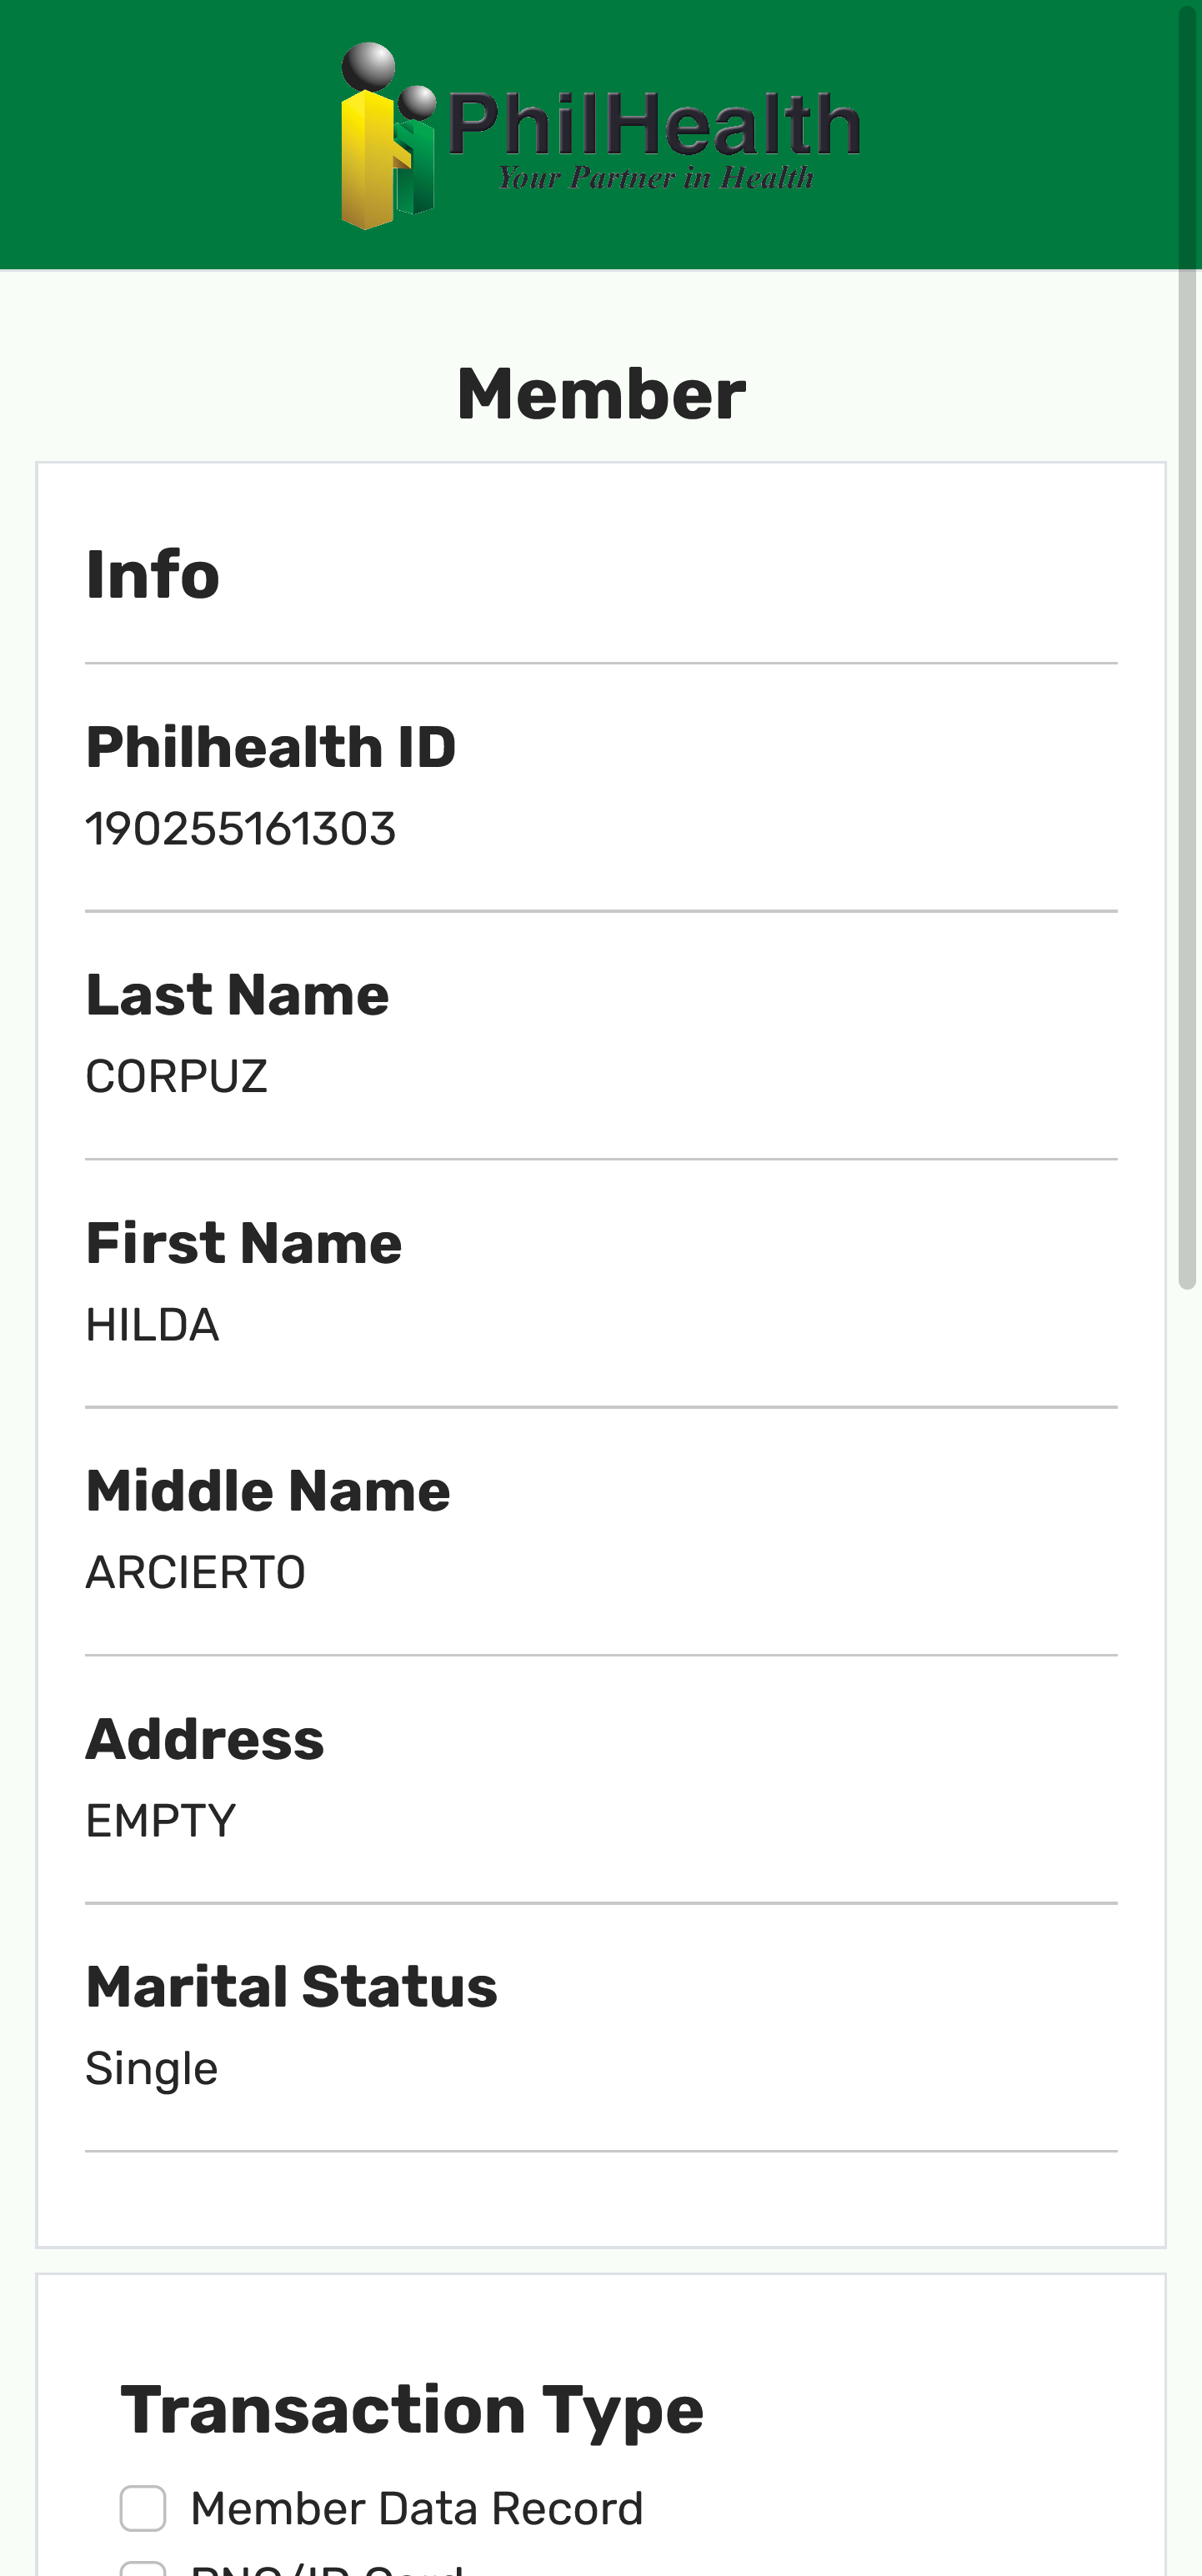 PhilHealth
Your Partner in Health
Member
Info
Philhealth ID
190255161303
Last Name
CORPUZ
First Name
HILDA
Middle Name
ARCIERTO
Address
EMPTY
Marital Status
Single
Transaction Type
Member Data Record